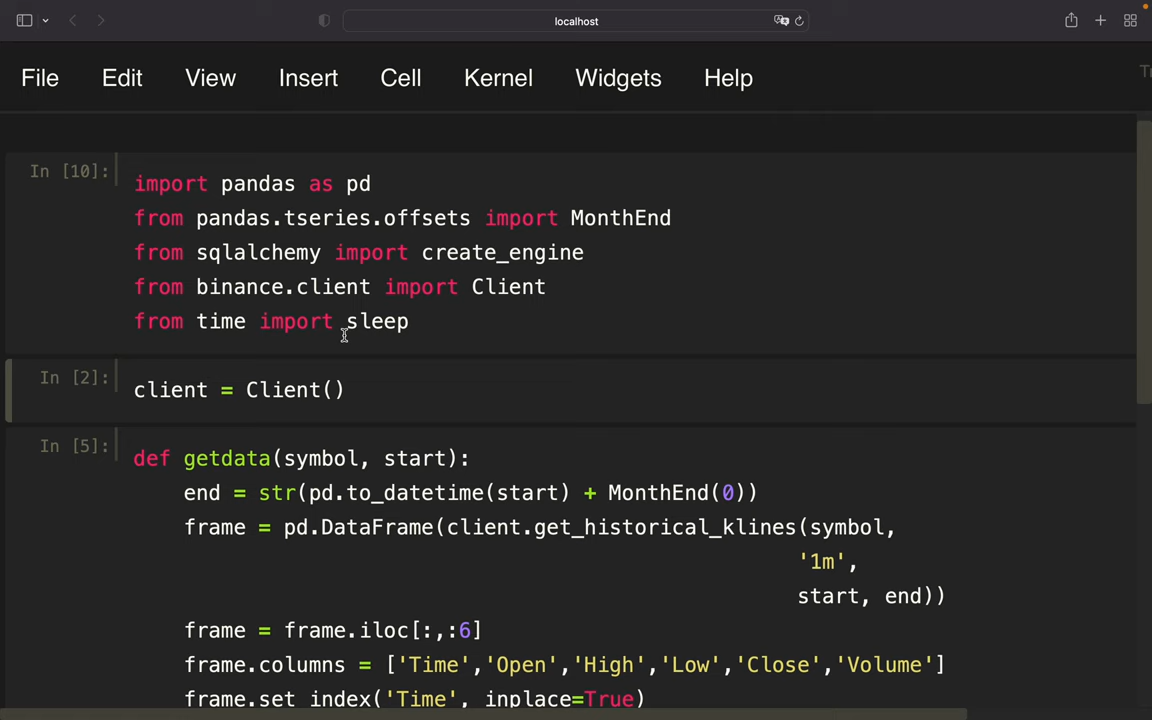 localhost
File Edit View Insert Cell Kernel Widgets Help
In [10]:
import pandas as pd
from pandas.tseries.offsets import MonthEnd
from sqlalchemy import create_engine
from binance.client import Client
from time import sleep
In [2]:
client = Client()
In [5]:
def getdata(symbol, start):
    end = str(pd.to_datetime(start) + MonthEnd(0))
    frame = pd.DataFrame(client.get_historical_klines(symbol,
                                                     '1m',
                                                     start, end))
    frame = frame.iloc[:,:6]
    frame.columns = ['Time','Open','High','Low','Close','Volume']
    frame.set_index('Time', inplace=True)